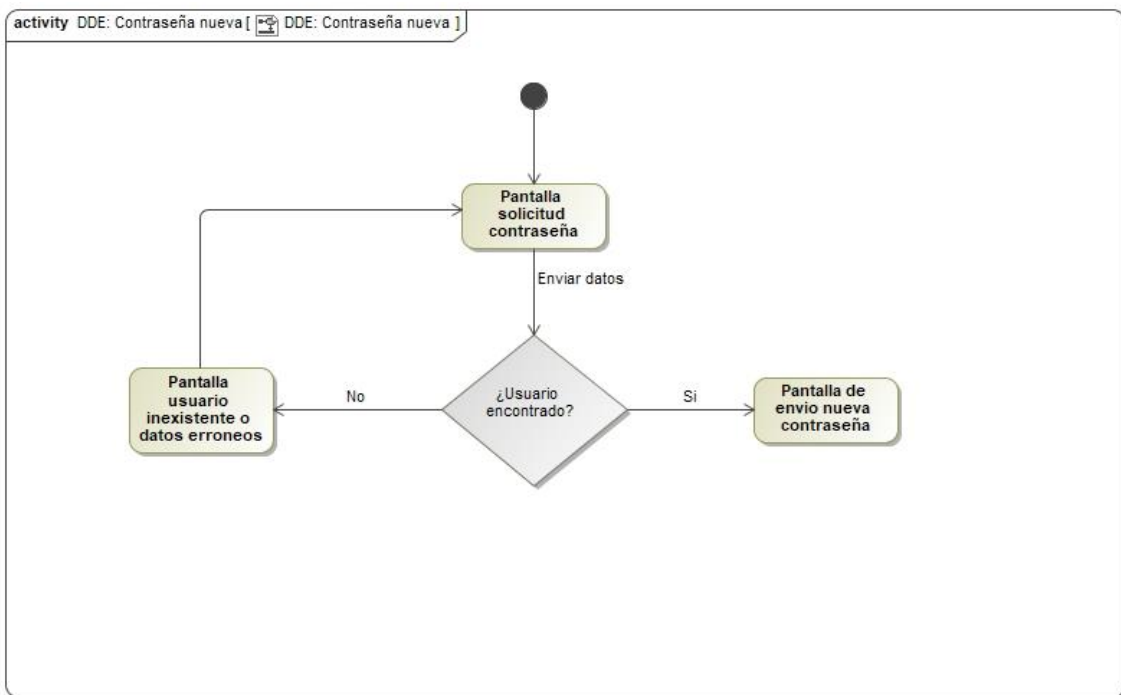 activity DDE: Contraseña nueva [ DDE: Contraseña nueva ]
Pantalla
solicitud
contraseña
Enviar datos
¿Usuario
encontrado?
No
Si
Pantalla
usuario
inexistente o
datos erroneos
Pantalla de
envio nueva
contraseña